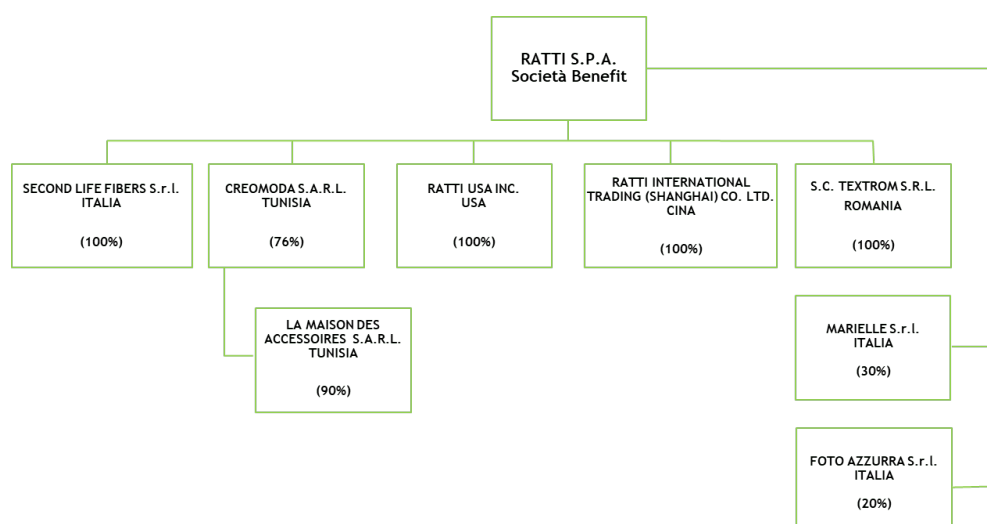 RATTI S.P.A.
Società Benefit
SECOND LIFE FIBERS S.r.l.
ITALIA
(100%)
CREOMODA S.A.R.L.
TUNISIA
(76%)
RATTI USA INC.
USA
(100%)
RATTI INTERNATIONAL
TRADING (SHANGHAI) CO. LTD.
CINA
(100%)
S.C. TEXTROM S.R.L.
ROMANIA
(100%)
LA MAISON DES
ACCESSOIRES S.A.R.L.
TUNISIA
(90%)
MARIELLE S.r.l.
ITALIA
(30%)
FOTO AZZURRA S.r.l.
ITALIA
(20%)